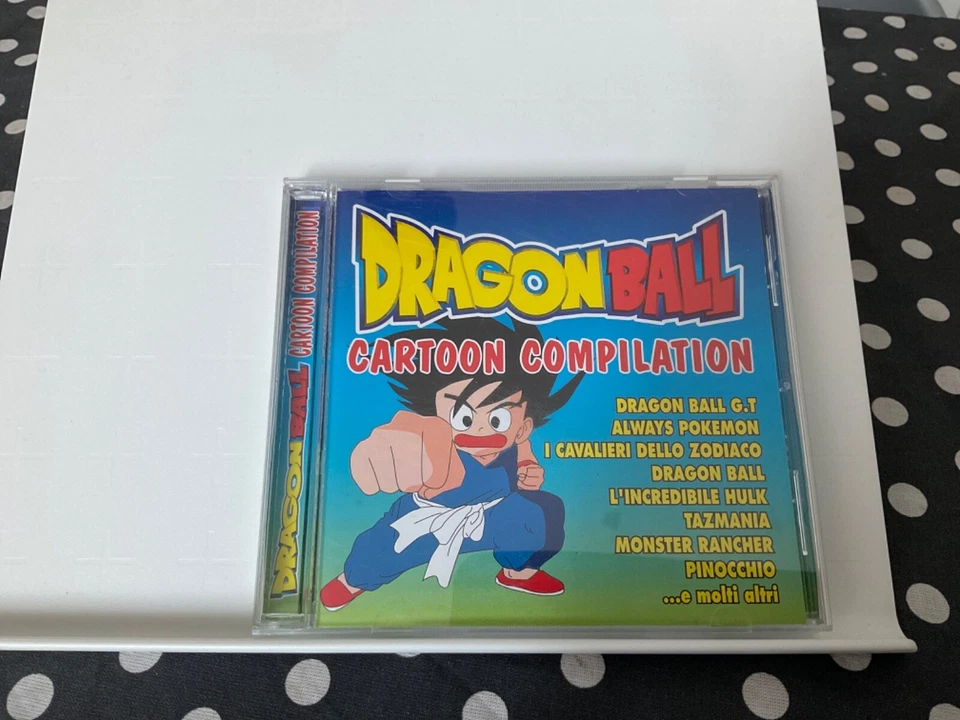 DRAGON BALL CARTOON COMPILATION
DRAGON BALL
CARTOON COMPILATION
DRAGON BALL G.T
ALWAYS POKEMON
I CAVALIERI DELLO ZODIACO
DRAGON BALL
L'INCREDIBILE HULK
TAZMANIA
MONSTER RANCHER
PINOCCHIO
...e molti altri